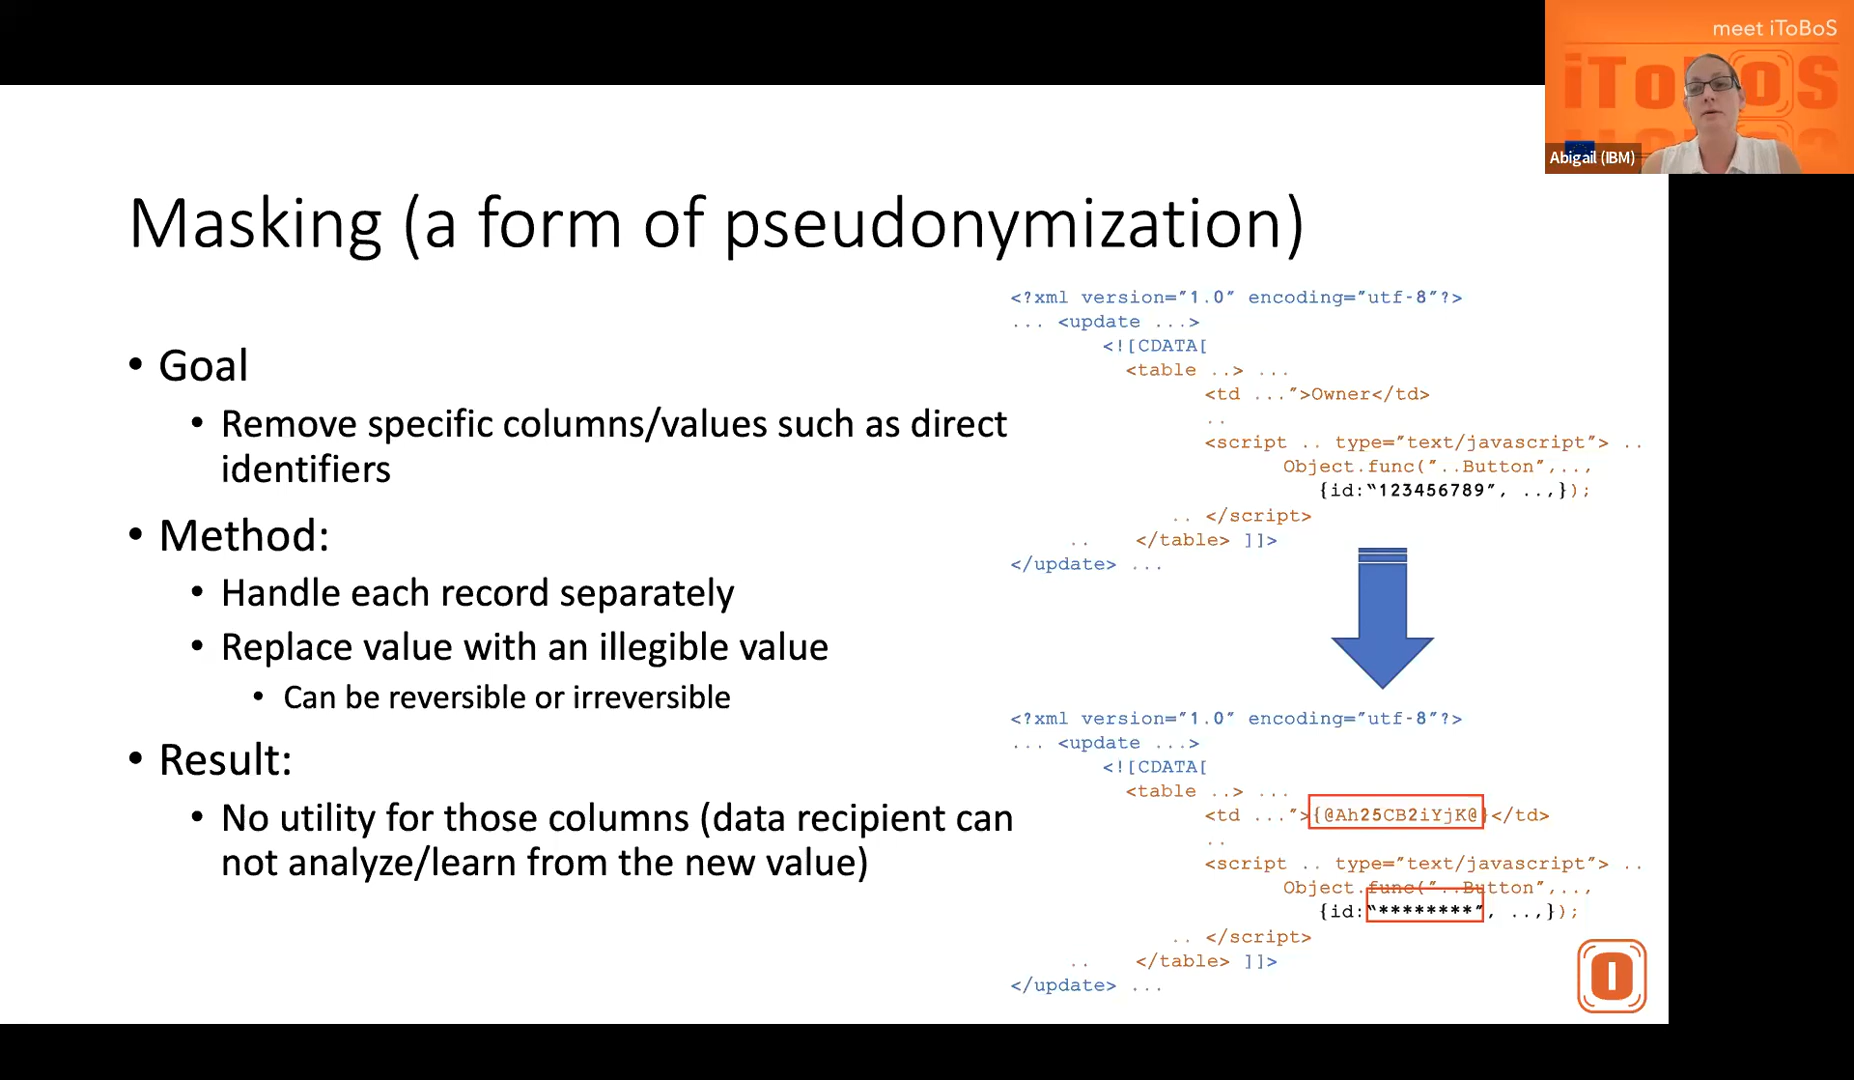 meet iToBoS
iToBoS
Abigail (IBM)
Masking (a form of pseudonymization)
• Goal
• Remove specific columns/values such as direct
identifiers
• Method:
• Handle each record separately
• Replace value with an illegible value
• Can be reversible or irreversible
• Result:
• No utility for those columns (data recipient can
not analyze/learn from the new value)
<?xml version="1.0" encoding="utf-8"?>
... <update ...>
<![CDATA[
<table ..> ...
<td ...">Owner</td>
..
<script .. type="text/javascript"> ..
Object.func("..Button",..,
{id:"123456789", ..,});
.. </script>
.. </table> ]]>
</update> ...
<?xml version="1.0" encoding="utf-8"?>
... <update ...>
<![CDATA[
<table ..> ...
<td ...">{@Ah25CB2iYjK@}</td>
..
<script .. type="text/javascript"> ..
Object.func("..Button",..,
{id:"********", ..,});
.. </script>
.. </table> ]]>
</update> ...